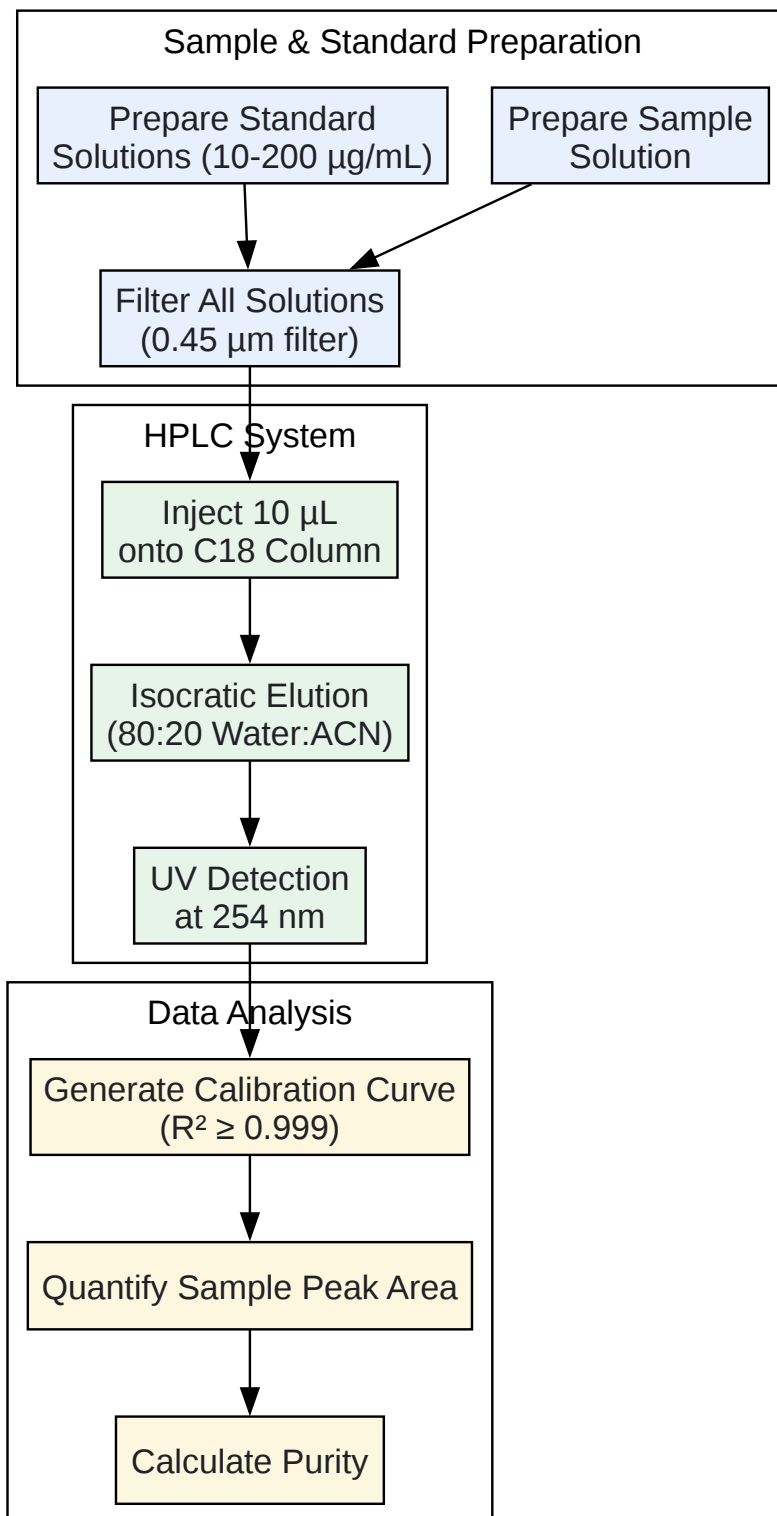 Sample & Standard Preparation
Prepare Standard
Solutions (10-200 µg/mL)
Prepare Sample
Solution
Filter All Solutions
(0.45 µm filter)
HPLC System
Inject 10 µL
onto C18 Column
Isocratic Elution
(80:20 Water:ACN)
UV Detection
at 254 nm
Data Analysis
Generate Calibration Curve
(R² ≥ 0.999)
Quantify Sample Peak Area
Calculate Purity